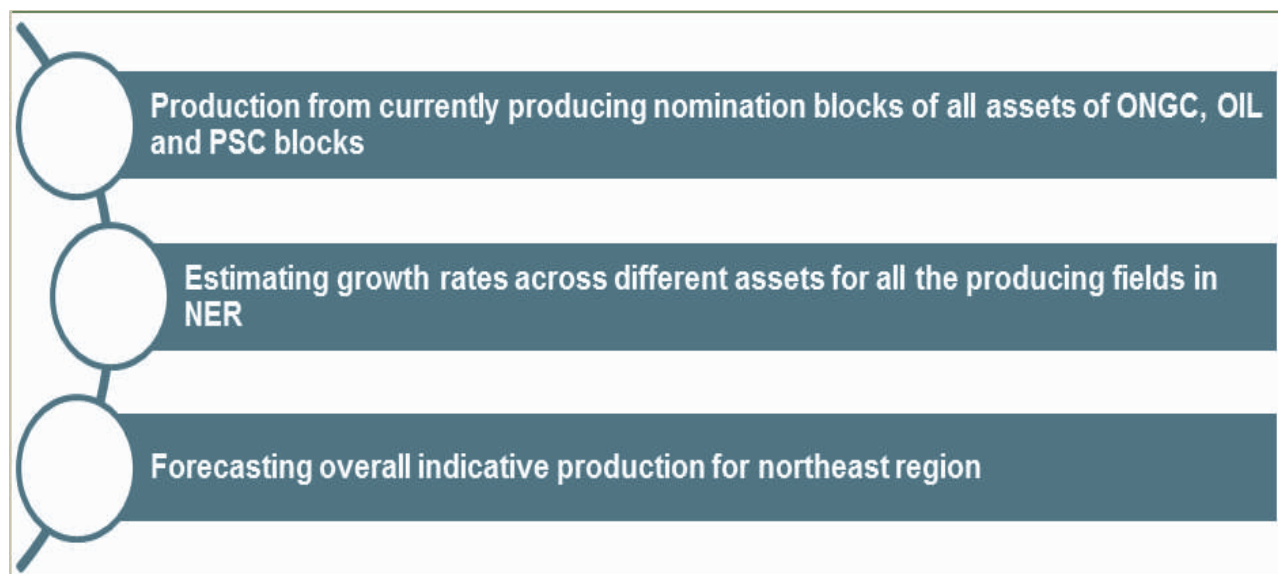 Production from currently producing nomination blocks of all assets of ONGC, OIL
and PSC blocks
Estimating growth rates across different assets for all the producing fields in
NER
Forecasting overall indicative production for northeast region